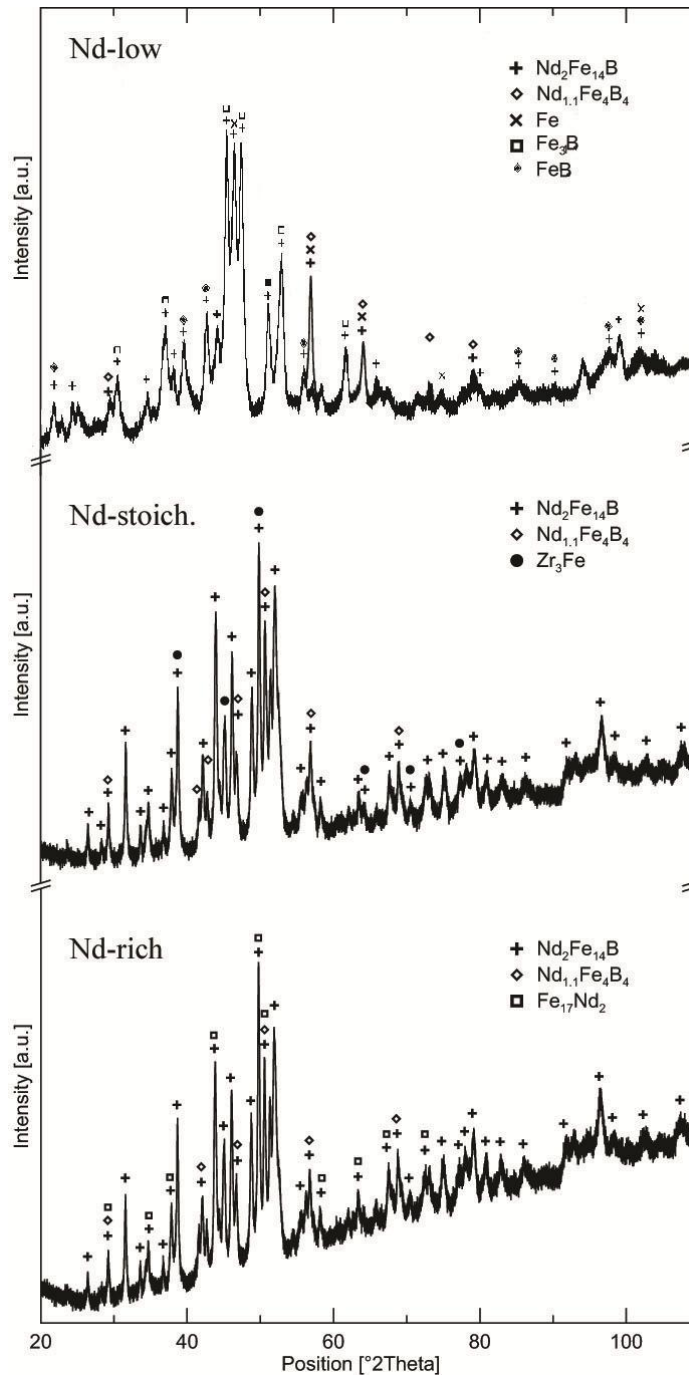 Nd-low
+ Nd₂Fe₁₄B
◇ Nd₁.₁Fe₄B₄
× Fe
□ Fe₃B
FeB
Intensity [a.u.]
Nd-stoich.
+ Nd₂Fe₁₄B
◇ Nd₁.₁Fe₄B₄
● Zr₃Fe
Intensity [a.u.]
Nd-rich
+ Nd₂Fe₁₄B
◇ Nd₁.₁Fe₄B₄
□ Fe₁₇Nd₂
Intensity [a.u.]
20 40 60 80 100
Position [°2Theta]